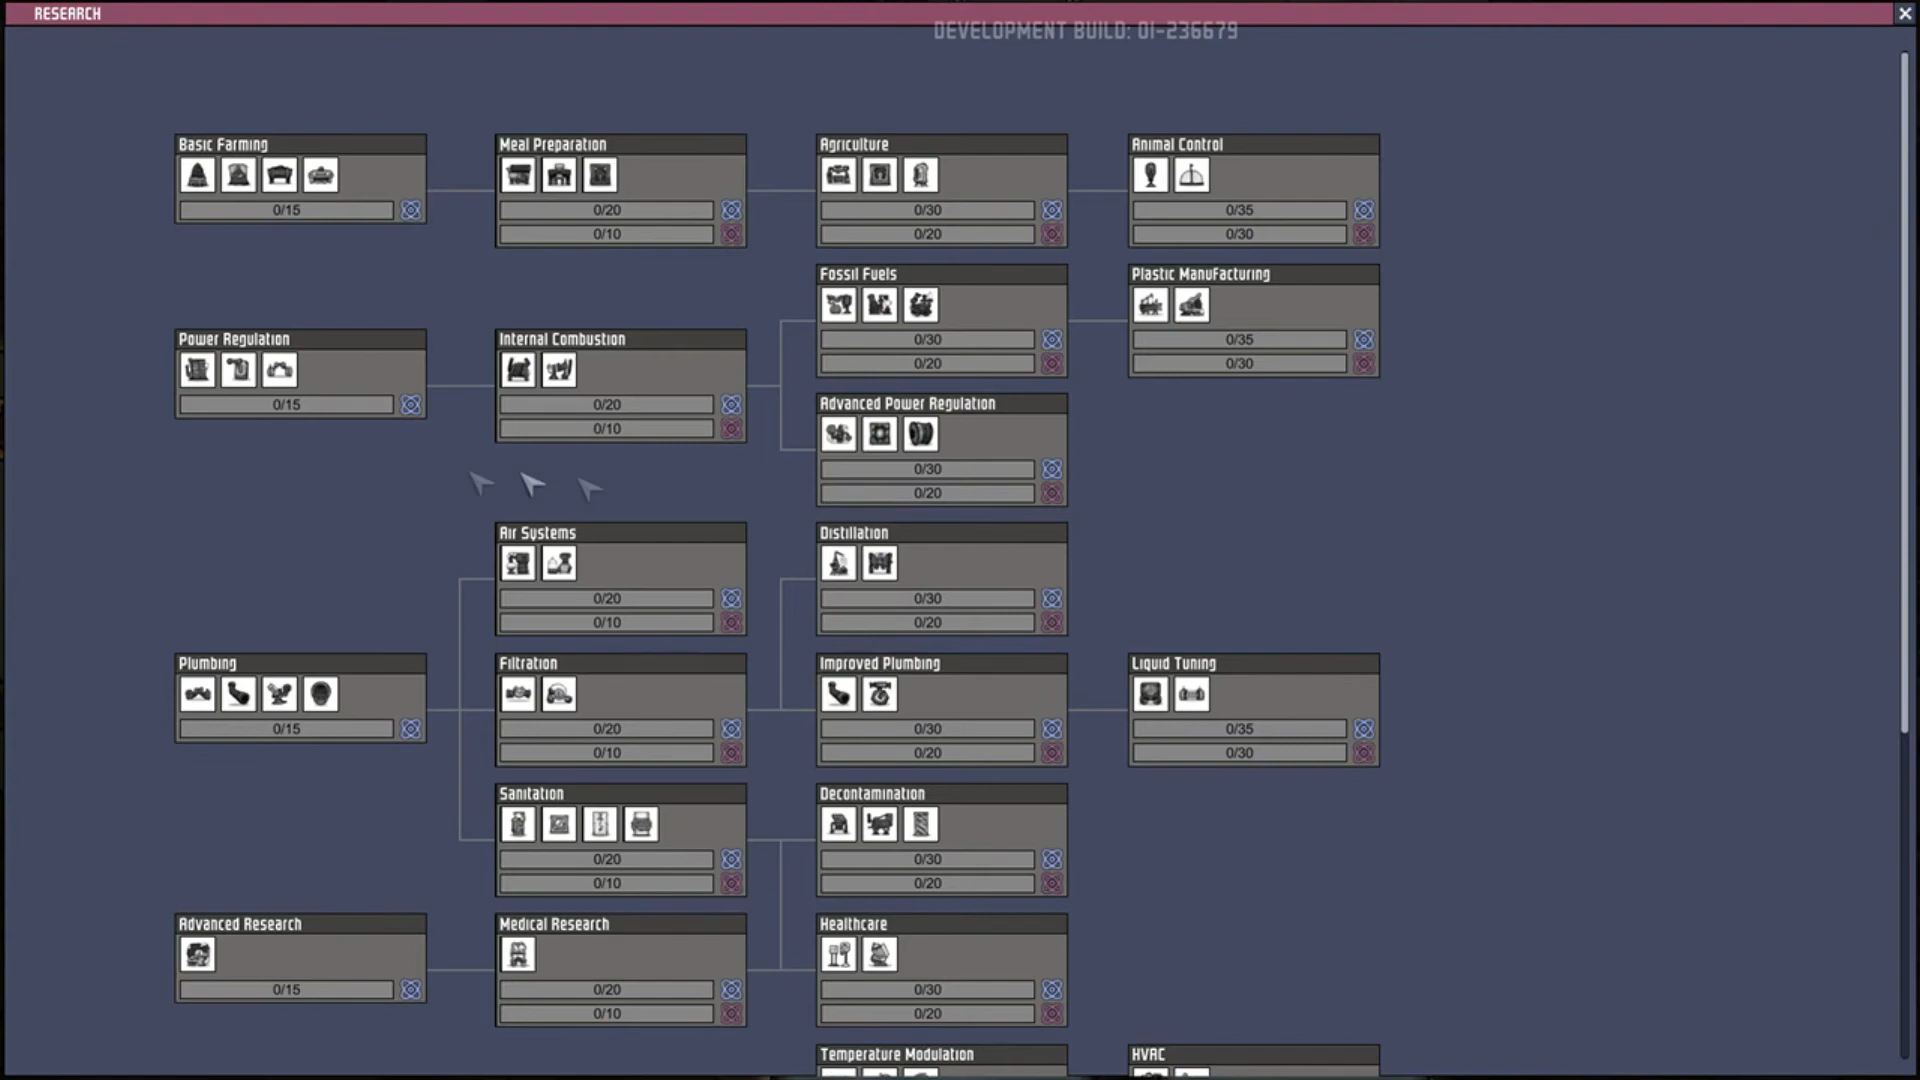 RESEARCH
DEVELOPMENT BUILD: 01-236679
Basic Farming
0/15
Meal Preparation
0/20
0/10
Agriculture
0/30
0/20
Animal Control
0/35
0/30
Fossil Fuels
0/30
0/20
Plastic Manufacturing
0/35
0/30
Power Regulation
0/15
Internal Combustion
0/20
0/10
Advanced Power Regulation
0/30
0/20
Air Systems
0/20
0/10
Distillation
0/30
0/20
Plumbing
0/15
Filtration
0/20
0/10
Improved Plumbing
0/30
0/20
Liquid Tuning
0/35
0/30
Sanitation
0/20
0/10
Decontamination
0/30
0/20
Advanced Research
0/15
Medical Research
0/20
0/10
Healthcare
0/30
0/20
Temperature Modulation
HVAC